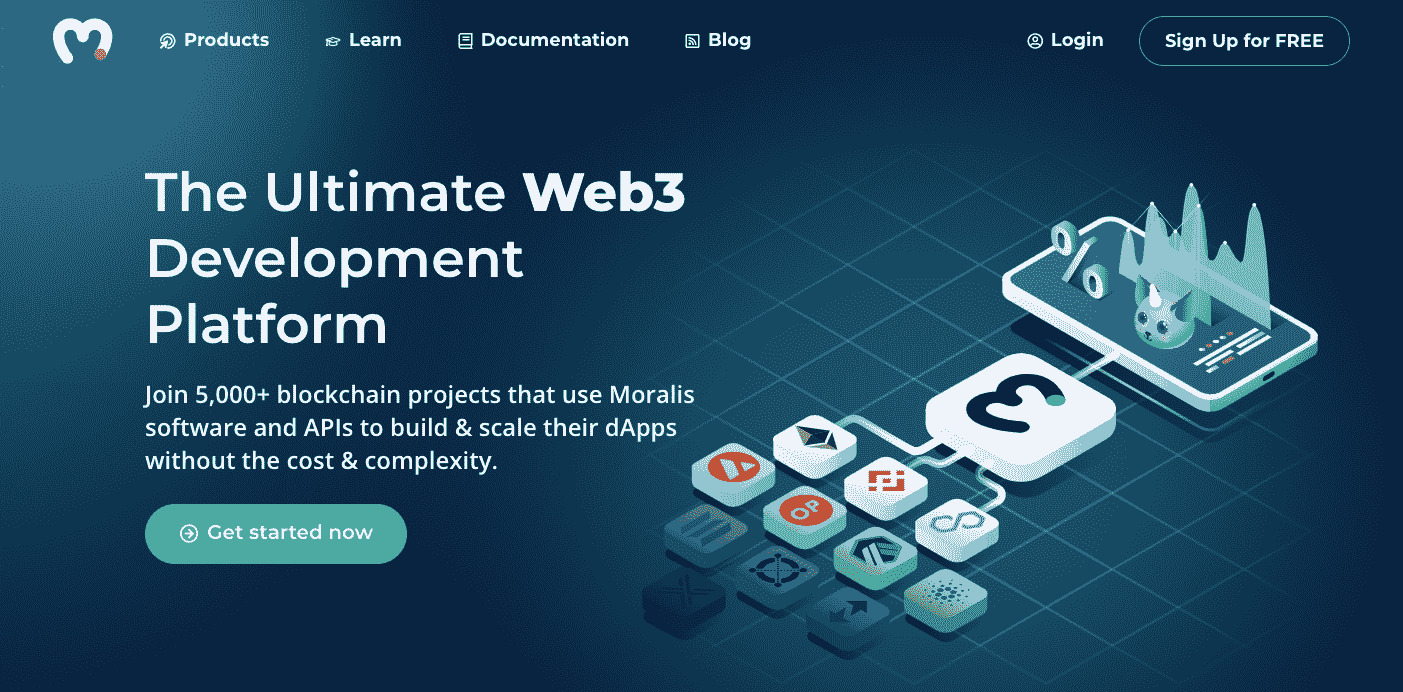 Products
Learn
Documentation
Blog
Login
Sign Up for FREE
The Ultimate Web3
Development
Platform
Join 5,000+ blockchain projects that use Moralis
software and APIs to build & scale their dApps
without the cost & complexity.
Get started now
%
OP